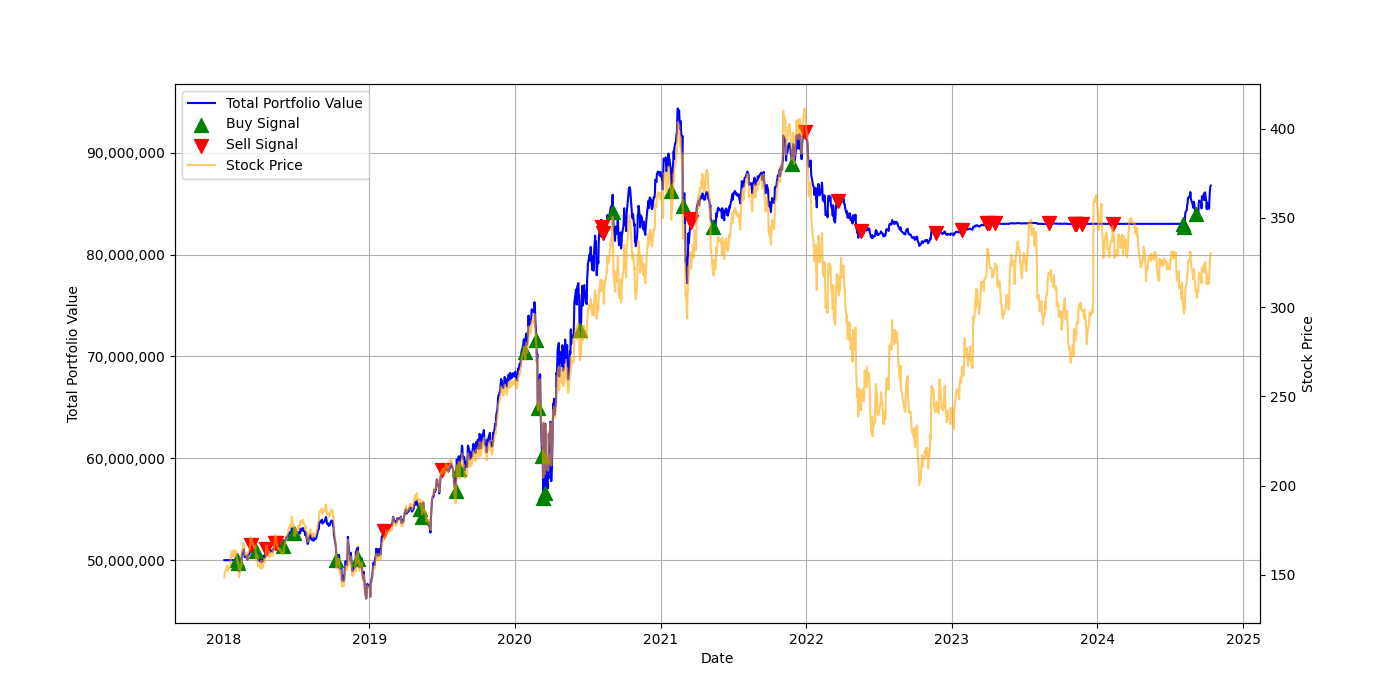 Total Portfolio Value
Buy Signal
Sell Signal
Stock Price
90,000,000
80,000,000
70,000,000
60,000,000
50,000,000
Total Portfolio Value
400
350
300
250
200
150
Stock Price
2018
2019
2020
2021
2022
2023
2024
2025
Date